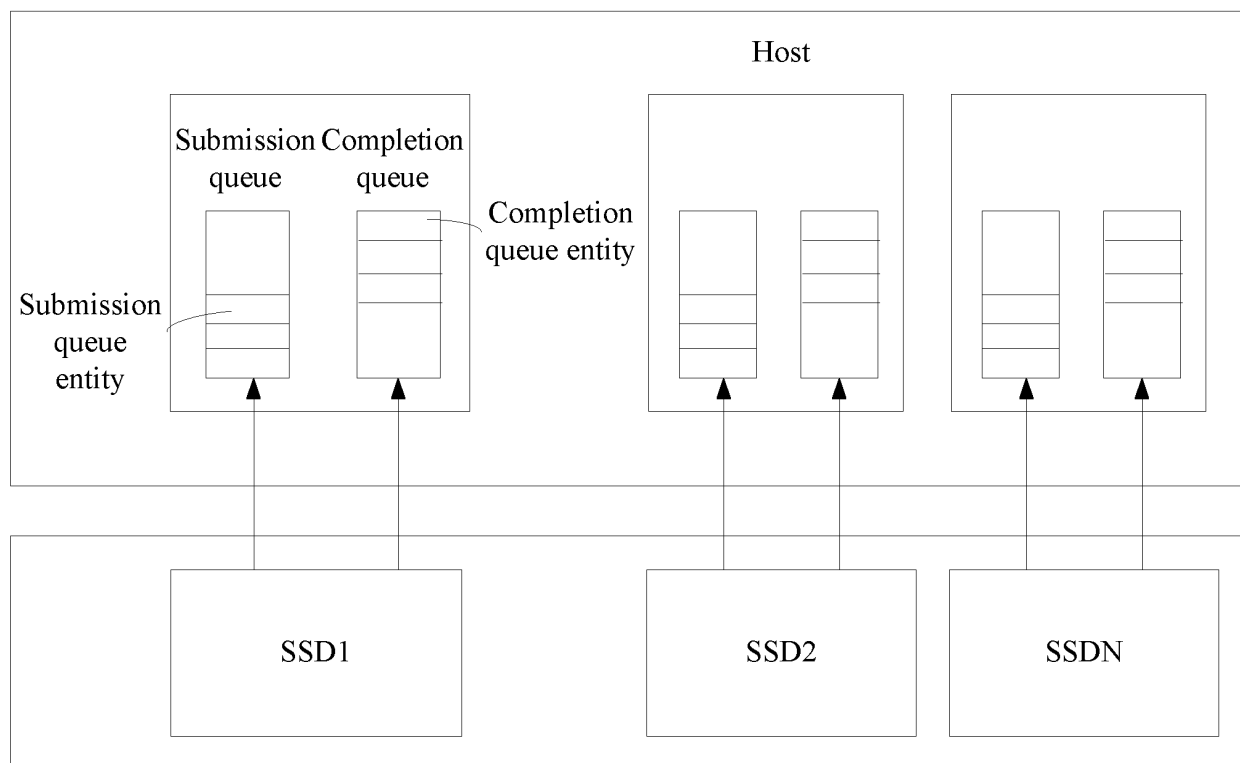 Host
Submission
queue
Completion
queue
Completion
queue entity
Submission
queue
entity
SSD1
SSD2
SSDN